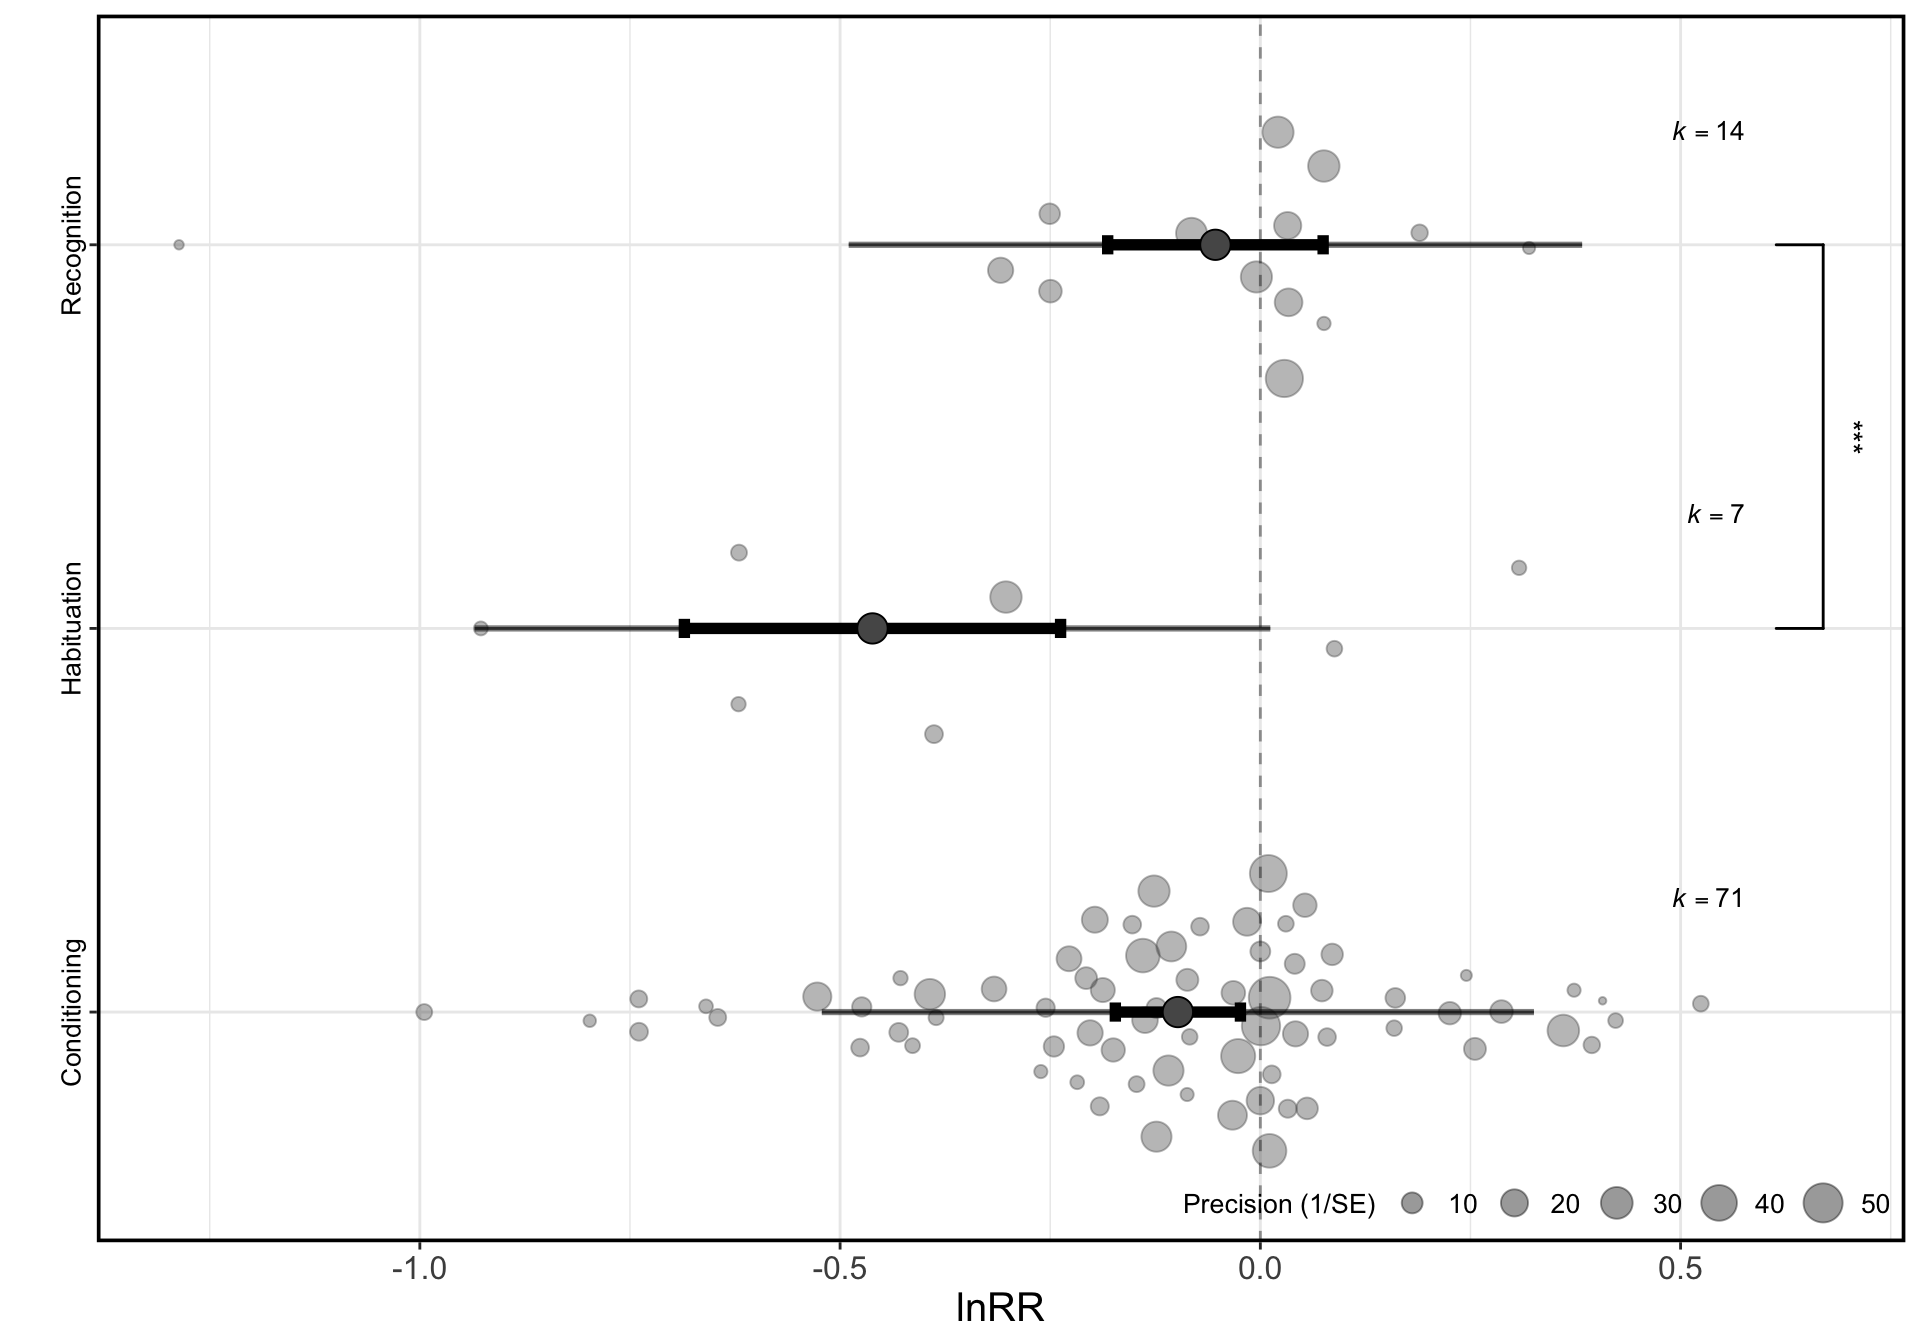 Recognition
k = 14
***
Habituation
k = 7
Conditioning
k = 71
Precision (1/SE) 10 20 30 40 50
-1.0 -0.5 0.0 0.5
lnRR